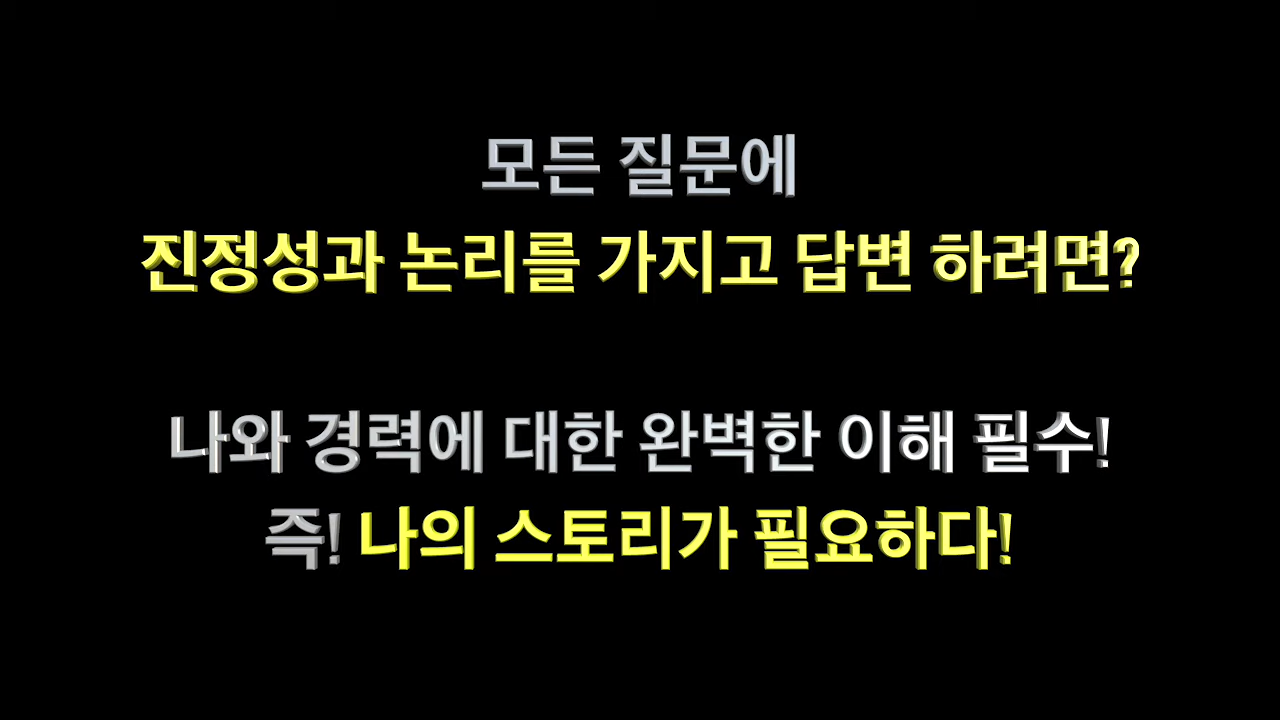 모든 질문에
진정성과 논리를 가지고 답변 하려면?
나와 경력에 대한 완벽한 이해 필수!
즉! 나의 스토리가 필요하다!